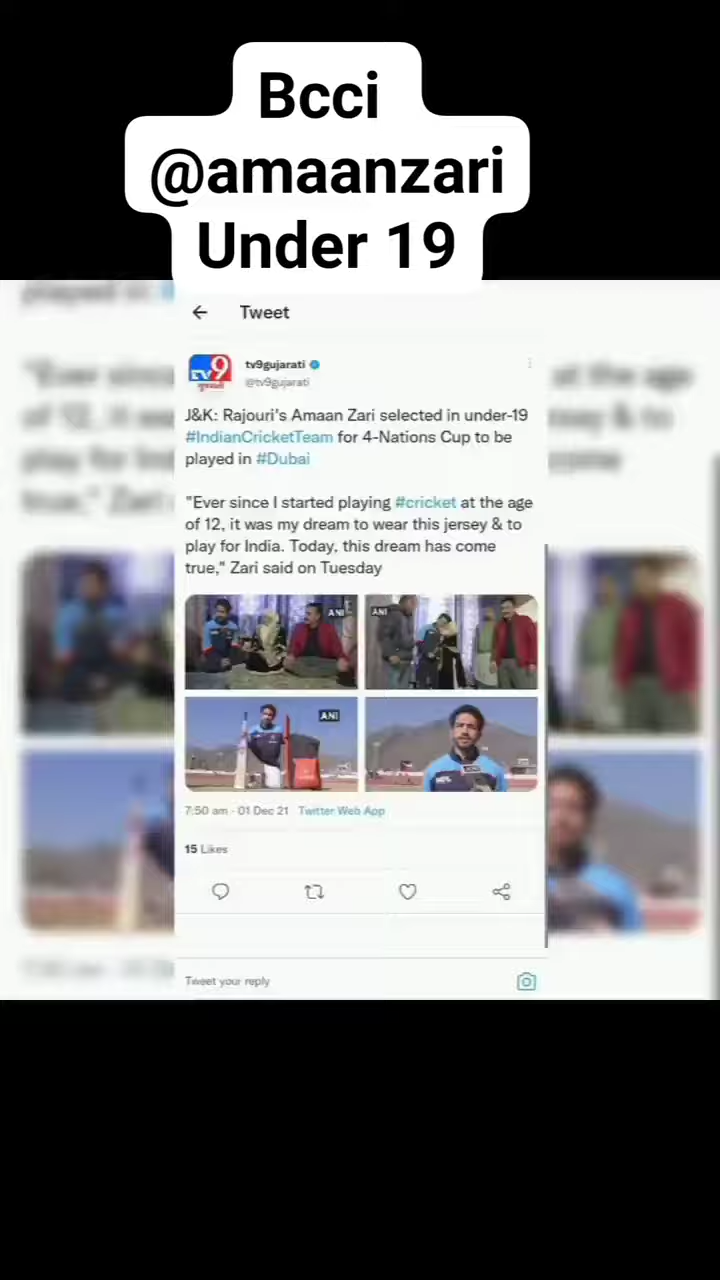 Bcci
@amaanzari
Under 19
Tweet
tv9
tv9gujarati
@tv9gujarati
J&K: Rajouri's Amaan Zari selected in under-19
#IndianCricketTeam for 4-Nations Cup to be
played in #Dubai
"Ever since I started playing #cricket at the age
of 12, it was my dream to wear this jersey & to
play for India. Today, this dream has come
true," Zari said on Tuesday
ANI
ANI
ANI
7:50 am · 01 Dec 21 Twitter Web App
15 Likes
Tweet your reply